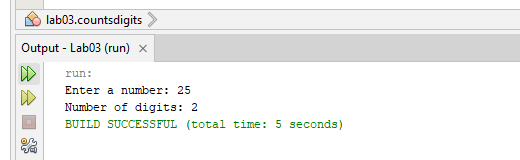 lab03.countsdigits
Output - Lab03 (run)
run:
Enter a number: 25
Number of digits: 2
BUILD SUCCESSFUL (total time: 5 seconds)